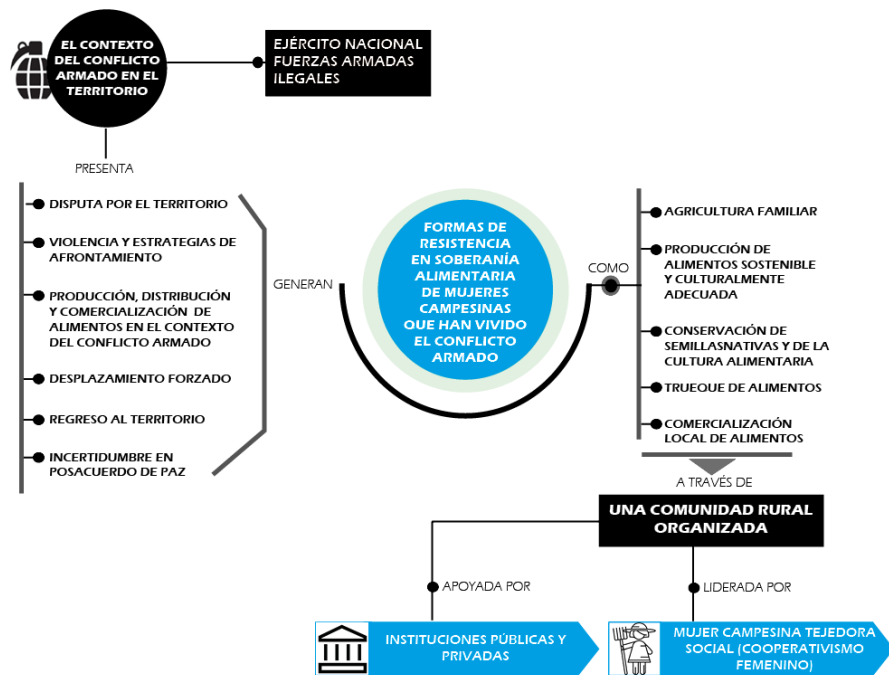 EL CONTEXTO
DEL CONFLICTO
ARMADO EN EL
TERRITORIO
EJÉRCITO NACIONAL
FUERZAS ARMADAS
ILEGALES
PRESENTA
DISPUTA POR EL TERRITORIO
VIOLENCIA Y ESTRATEGIAS DE
AFRONTAMIENTO
PRODUCCIÓN, DISTRIBUCIÓN
Y COMERCIALIZACIÓN DE
ALIMENTOS EN EL CONTEXTO
DEL CONFLICTO ARMADO
DESPLAZAMIENTO FORZADO
REGRESO AL TERRITORIO
INCERTIDUMBRE EN
POSACUERDO DE PAZ
GENERAN
FORMAS DE
RESISTENCIA
EN SOBERANÍA
ALIMENTARIA
DE MUJERES
CAMPESINAS
QUE HAN VIVIDO
EL CONFLICTO
ARMADO
COMO
AGRICULTURA FAMILIAR
PRODUCCIÓN DE
ALIMENTOS SOSTENIBLE
Y CULTURALMENTE
ADECUADA
CONSERVACIÓN DE
SEMILLASNATIVAS Y DE LA
CULTURA ALIMENTARIA
TRUEQUE DE ALIMENTOS
COMERCIALIZACIÓN
LOCAL DE ALIMENTOS
A TRAVÉS DE
UNA COMUNIDAD RURAL
ORGANIZADA
APOYADA POR
LIDERADA POR
INSTITUCIONES PÚBLICAS Y
PRIVADAS
MUJER CAMPESINA TEJEDORA
SOCIAL (COOPERATIVISMO
FEMENINO)